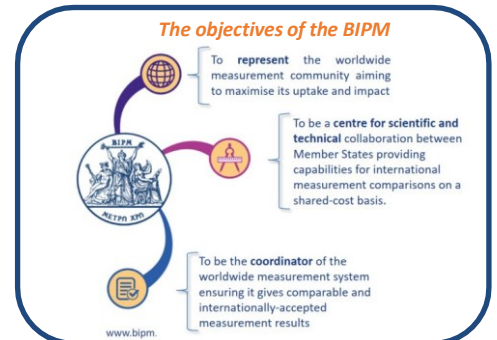 The objectives of the BIPM
To represent the worldwide
measurement community aiming
to maximise its uptake and impact
To be a centre for scientific and
technical collaboration between
Member States providing
capabilities for international
measurement comparisons on a
shared-cost basis.
BIPM
ΜΕΤΡΩ ΧΡΩ
To be the coordinator of the
worldwide measurement system
ensuring it gives comparable and
internationally-accepted
measurement results
www.bipm.